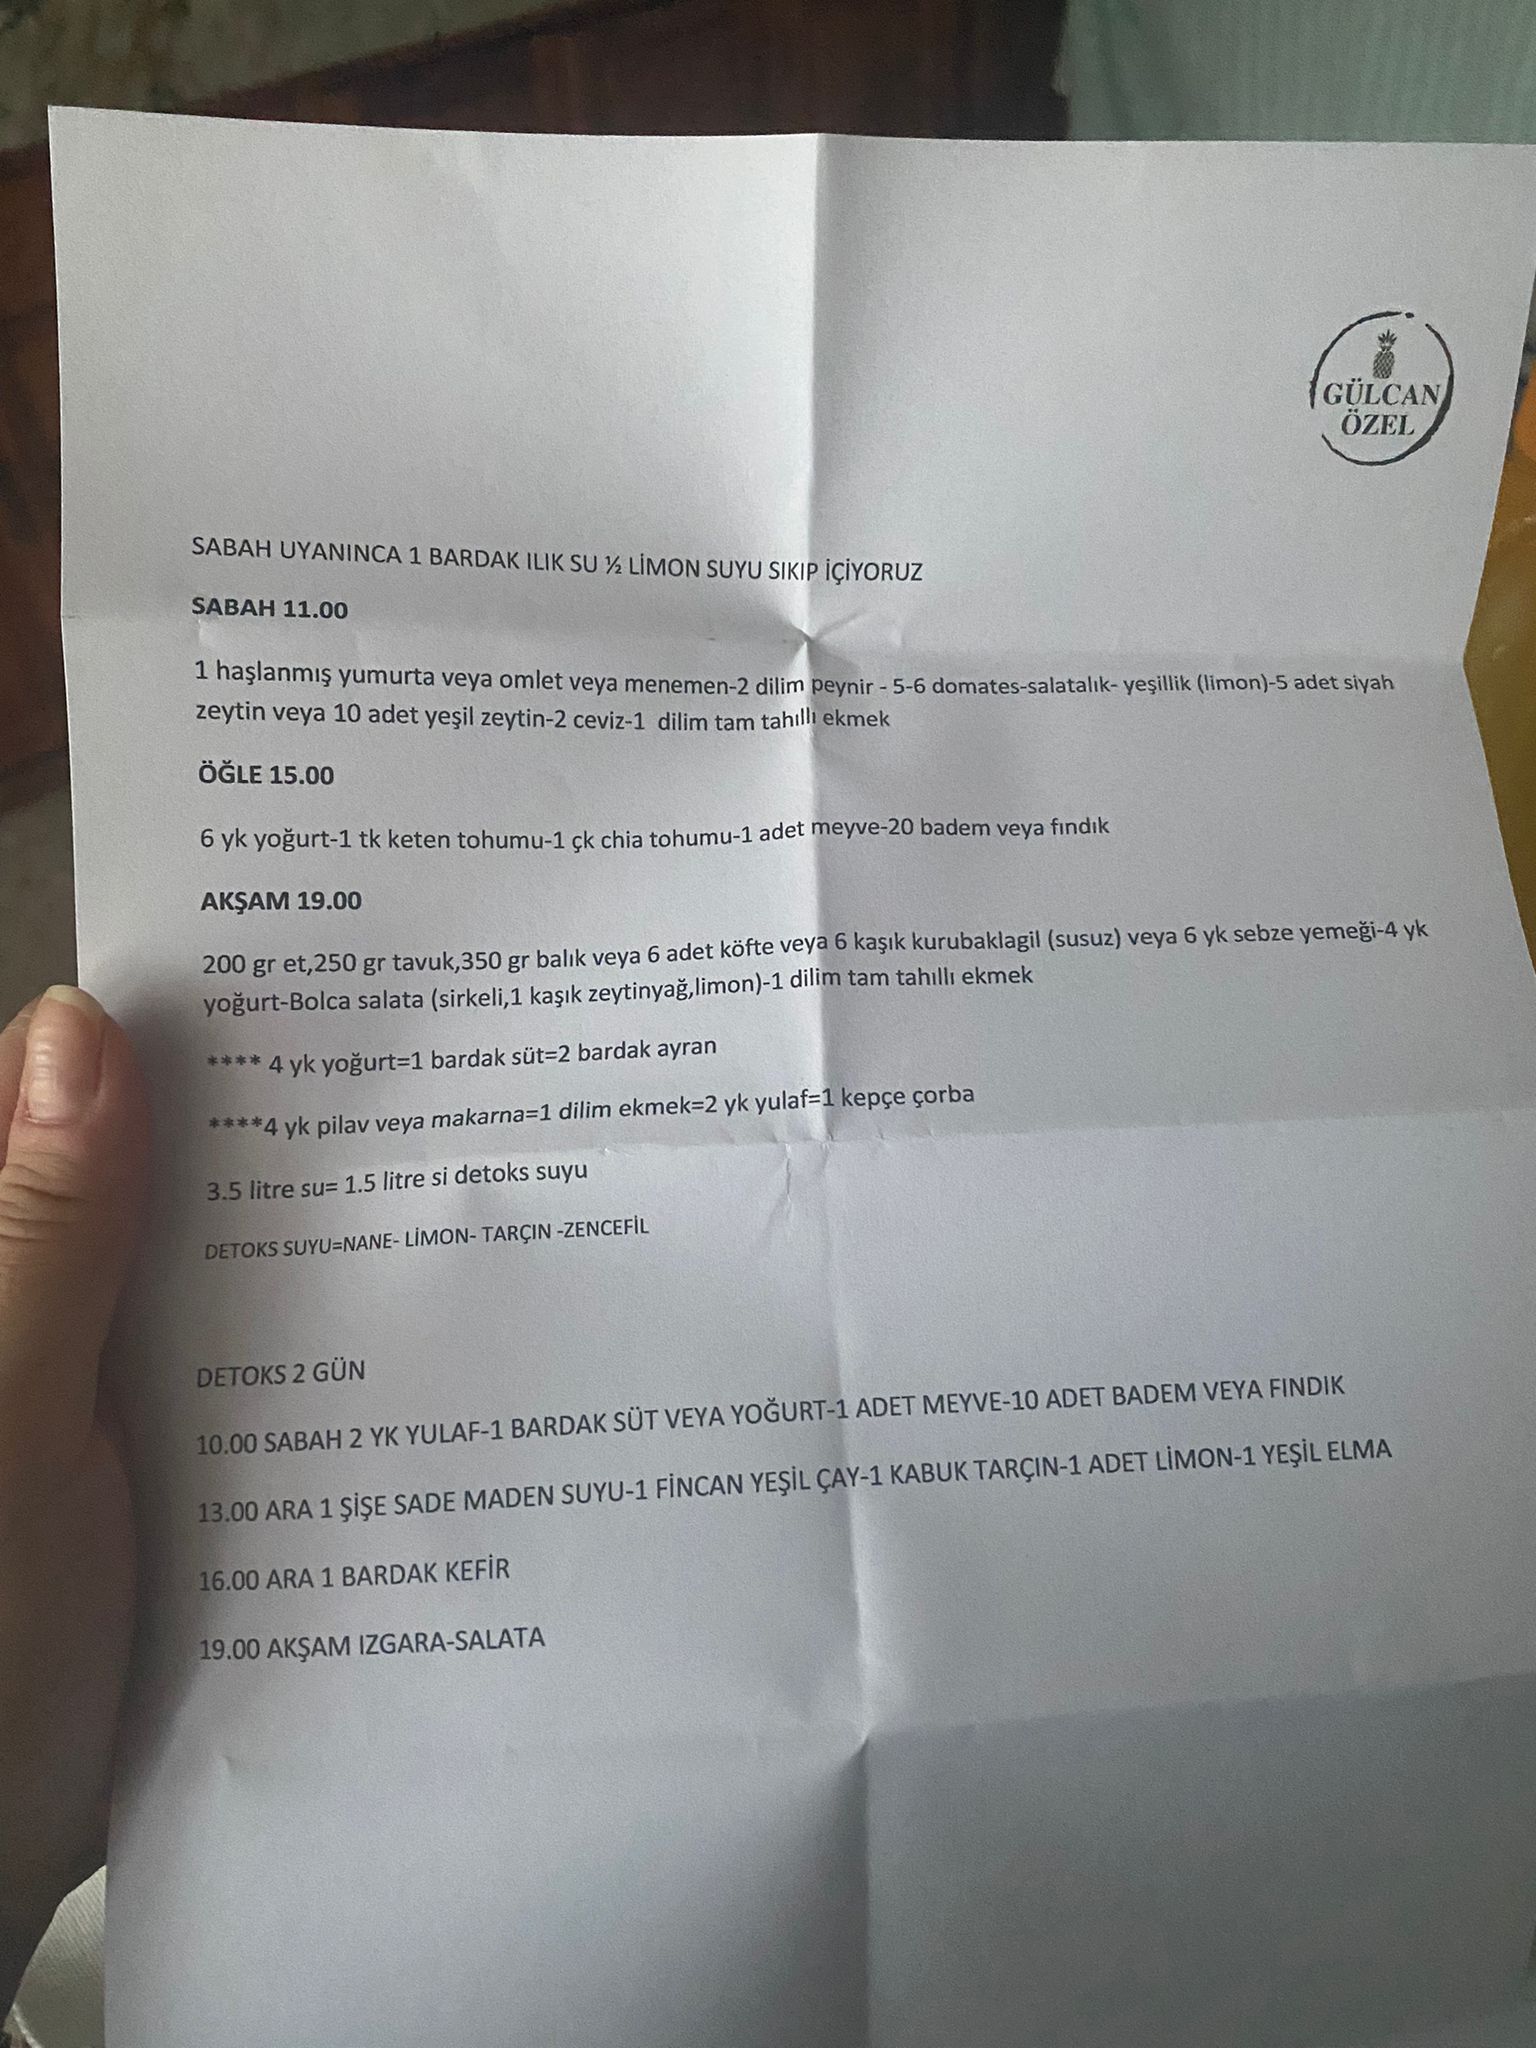 GÜLCAN
ÖZEL
SABAH UYANINCA 1 BARDAK ILIK SU ½ LİMON SUYU SIKIP İÇİYORUZ
SABAH 11.00
1 haşlanmış yumurta veya omlet veya menemen-2 dilim peynir - 5-6 domates-salatalık- yeşillik (limon)-5 adet siyah
zeytin veya 10 adet yeşil zeytin-2 ceviz-1 dilim tam tahıllı ekmek
ÖĞLE 15.00
6 yk yoğurt-1 tk keten tohumu-1 çk chia tohumu-1 adet meyve-20 badem veya fındık
AKŞAM 19.00
200 gr et,250 gr tavuk,350 gr balık veya 6 adet köfte veya 6 kaşık kurubaklagil (susuz) veya 6 yk sebze yemeği-4 yk
yoğurt-Bolca salata (sirkeli,1 kaşık zeytinyağ,limon)-1 dilim tam tahıllı ekmek
**** 4 yk yoğurt=1 bardak süt=2 bardak ayran
****4 yk pilav veya makarna=1 dilim ekmek=2 yk yulaf=1 kepçe çorba
3.5 litre su= 1.5 litre si detoks suyu
DETOKS SUYU=NANE- LİMON- TARÇIN -ZENCEFİL
DETOKS 2 GÜN
10.00 SABAH 2 YK YULAF-1 BARDAK SÜT VEYA YOĞURT-1 ADET MEYVE-10 ADET BADEM VEYA FINDIK
13.00 ARA 1 ŞİŞE SADE MADEN SUYU-1 FİNCAN YEŞİL ÇAY-1 KABUK TARÇIN-1 ADET LİMON-1 YEŞİL ELMA
16.00 ARA 1 BARDAK KEFİR
19.00 AKŞAM IZGARA-SALATA